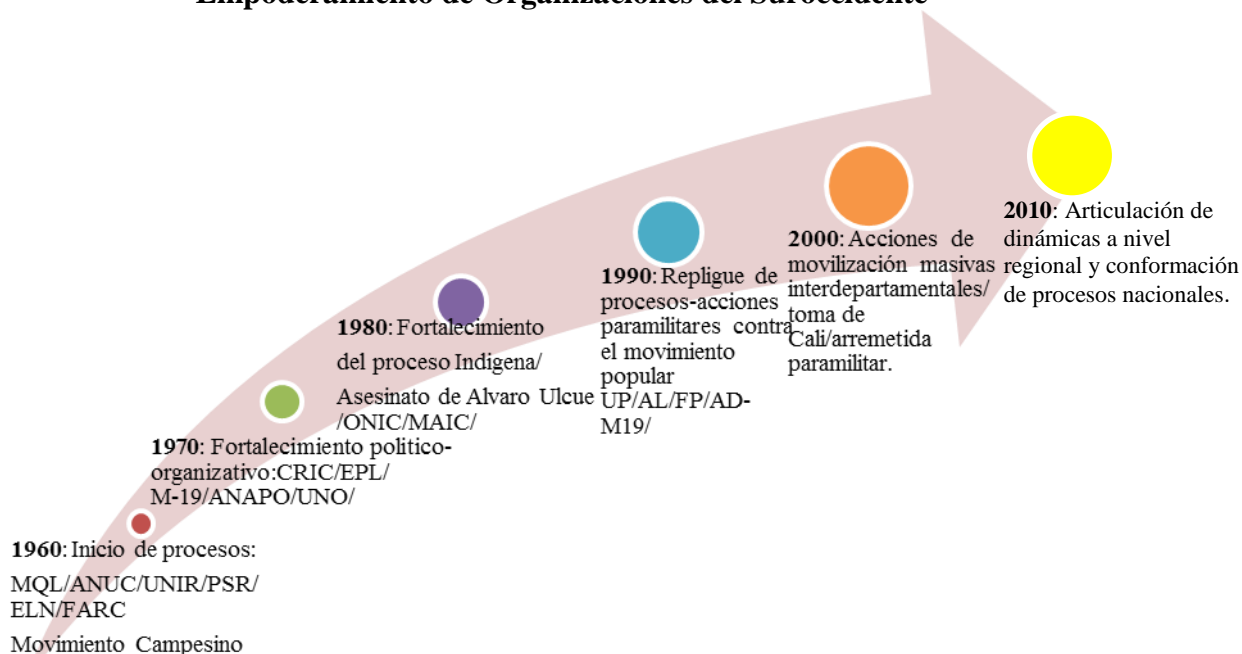 Empoderamiento de Organizaciones del Suroccidente
2010: Articulación de
dinámicas a nivel
regional y conformación
de procesos nacionales.
2000: Acciones de
movilización masivas
interdepartamentales/
toma de
Cali/arremetida
paramilitar.
1990: Repligue de
procesos-acciones
paramilitares contra
el movimiento
popular
UP/AL/FP/AD-
M19/
1980: Fortalecimiento
del proceso Indigena/
Asesinato de Alvaro Ulcue
/ONIC/MAIC/
1970: Fortalecimiento politico-
organizativo:CRIC/EPL/
M-19/ANAPO/UNO/
1960: Inicio de procesos:
MQL/ANUC/UNIR/PSR/
ELN/FARC
Movimiento Campesino